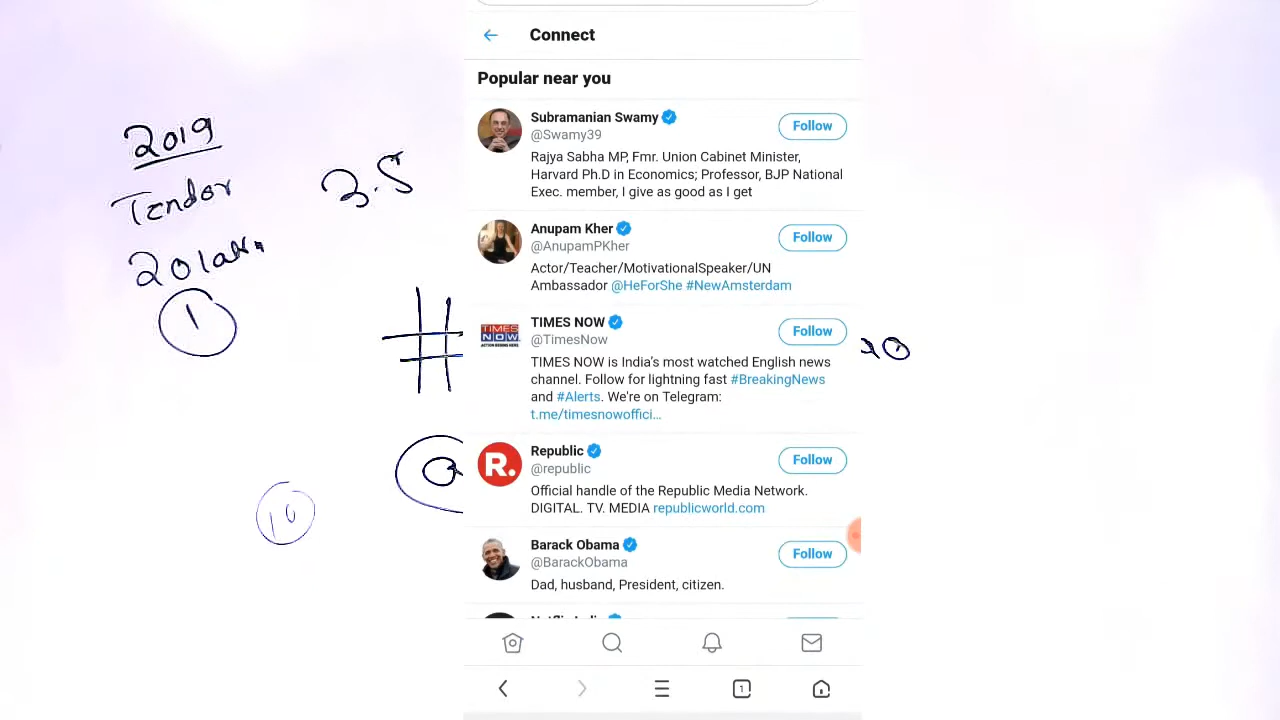 Connect
Popular near you
Subramanian Swamy
@Swamy39
Follow
Rajya Sabha MP, Fmr. Union Cabinet Minister,
Harvard Ph.D in Economics; Professor, BJP National
Exec. member, I give as good as I get
Anupam Kher
@AnupamPKher
Follow
Actor/Teacher/MotivationalSpeaker/UN
Ambassador @HeForShe #NewAmsterdam
TIMES NOW
@TimesNow
Follow
TIMES NOW is India's most watched English news
channel. Follow for lightning fast #BreakingNews
and #Alerts. We're on Telegram:
t.me/timesnowoffici...
TIMES
NOW
Republic
@republic
Follow
Official handle of the Republic Media Network.
DIGITAL. TV. MEDIA republicworld.com
R.
Barack Obama
@BarackObama
Follow
Dad, husband, President, citizen.
1
2019
Tendor
3.5
1
#
10